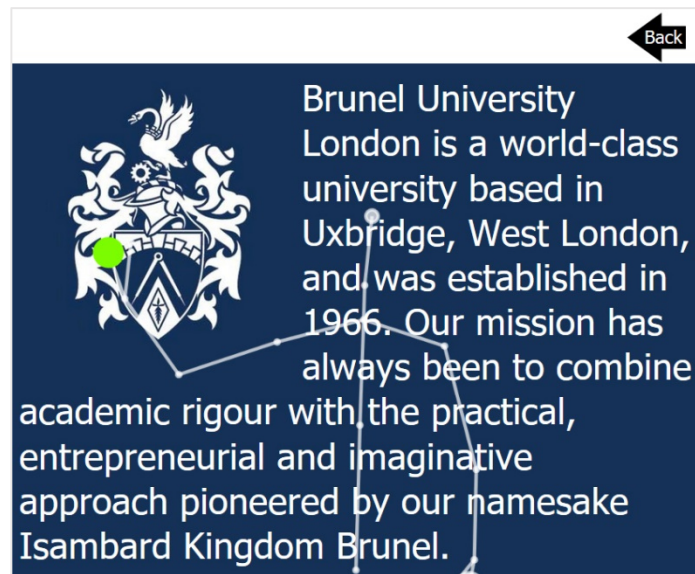 Back
Brunel University
London is a world-class
university based in
Uxbridge, West London,
and was established in
1966. Our mission has
always been to combine
academic rigour with the practical,
entrepreneurial and imaginative
approach pioneered by our namesake
Isambard Kingdom Brunel.